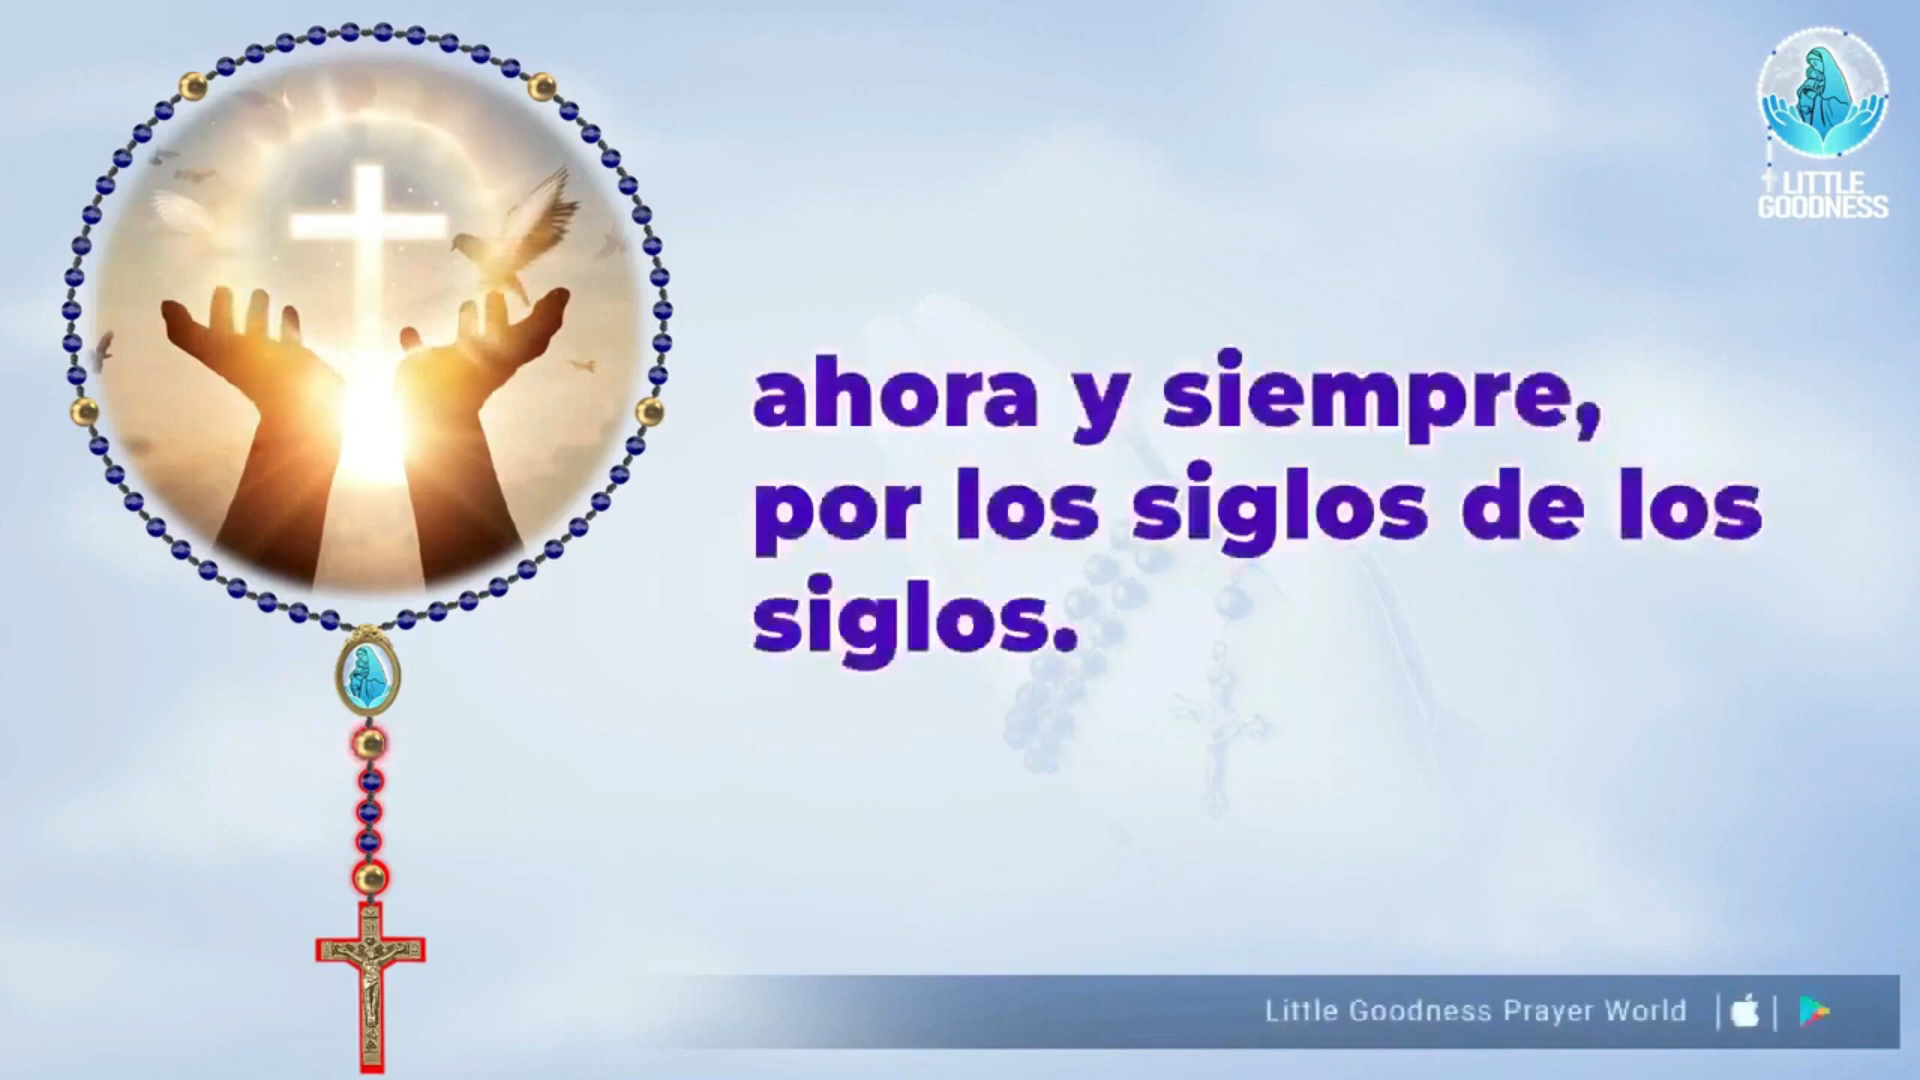 LITTLE
GOODNESS
ahora y siempre,
por los siglos de los
siglos.
Little Goodness Prayer World